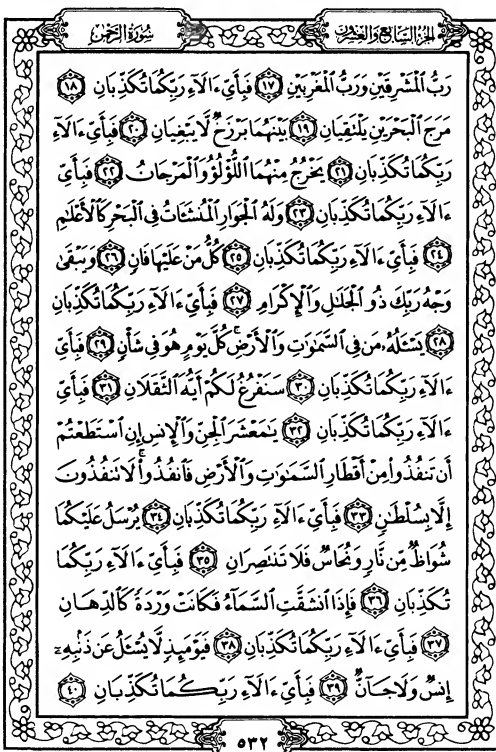 الجزء السابع والعشرون
سورة الرحمن
رَبُّ ٱلْمَشْرِقَيْنِ وَرَبُّ ٱلْمَغْرِبَيْنِ ١٧ فَبِأَىِّ ءَالَآءِ رَبِّكُمَا تُكَذِّبَانِ ١٨
مَرَجَ ٱلْبَحْرَيْنِ يَلْتَقِيَانِ ١٩ بَيْنَهُمَا بَرْزَخٌ لَّا يَبْغِيَانِ ٢٠ فَبِأَىِّ ءَالَآءِ
رَبِّكُمَا تُكَذِّبَانِ ٢١ يَخْرُجُ مِنْهُمَا ٱللُّؤْلُؤُ وَٱلْمَرْجَانُ ٢٢ فَبِأَىِّ
ءَالَآءِ رَبِّكُمَا تُكَذِّبَانِ ٢٣ وَلَهُ ٱلْجَوَارِ ٱلْمُنشَـَٔاتُ فِى ٱلْبَحْرِ كَٱلْأَعْلَـٰمِ
٢٤ فَبِأَىِّ ءَالَآءِ رَبِّكُمَا تُكَذِّبَانِ ٢٥ كُلُّ مَنْ عَلَيْهَا فَانٍ ٢٦ وَيَبْقَىٰ
وَجْهُ رَبِّكَ ذُو ٱلْجَلَـٰلِ وَٱلْإِكْرَامِ ٢٧ فَبِأَىِّ ءَالَآءِ رَبِّكُمَا تُكَذِّبَانِ
٢٨ يَسْـَٔلُهُۥ مَن فِى ٱلسَّمَـٰوَٰتِ وَٱلْأَرْضِ ۚ كُلَّ يَوْمٍ هُوَ فِى شَأْنٍ ٢٩ فَبِأَىِّ
ءَالَآءِ رَبِّكُمَا تُكَذِّبَانِ ٣٠ سَنَفْرُغُ لَكُمْ أَيُّهَ ٱلثَّقَلَانِ ٣١ فَبِأَىِّ
ءَالَآءِ رَبِّكُمَا تُكَذِّبَانِ ٣٢ يَـٰمَعْشَرَ ٱلْجِنِّ وَٱلْإِنسِ إِنِ ٱسْتَطَعْتُمْ
أَن تَنفُذُوا۟ مِنْ أَقْطَارِ ٱلسَّمَـٰوَٰتِ وَٱلْأَرْضِ فَٱنفُذُوا۟ ۚ لَا تَنفُذُونَ
إِلَّا بِسُلْطَـٰنٍ ٣٣ فَبِأَىِّ ءَالَآءِ رَبِّكُمَا تُكَذِّبَانِ ٣٤ يُرْسَلُ عَلَيْكُمَا
شُوَاظٌ مِّن نَّارٍ وَنُحَاسٌ فَلَا تَنتَصِرَانِ ٣٥ فَبِأَىِّ ءَالَآءِ رَبِّكُمَا
تُكَذِّبَانِ ٣٦ فَإِذَا ٱنشَقَّتِ ٱلسَّمَآءُ فَكَانَتْ وَرْدَةً كَٱلدِّهَانِ
٣٧ فَبِأَىِّ ءَالَآءِ رَبِّكُمَا تُكَذِّبَانِ ٣٨ فَيَوْمَئِذٍ لَّا يُسْـَٔلُ عَن ذَنۢبِهِۦٓ
إِنسٌ وَلَا جَآنٌّ ٣٩ فَبِأَىِّ ءَالَآءِ رَبِّكُمَا تُكَذِّبَانِ ٤٠
٥٣٢